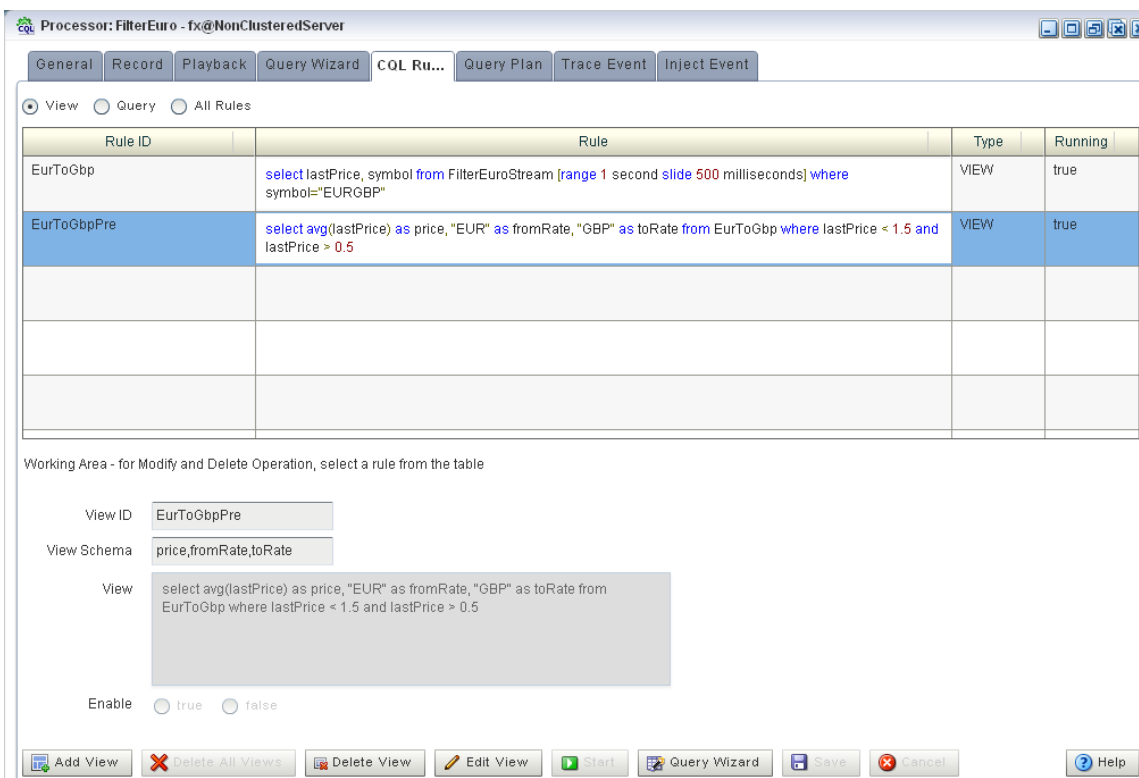 CQL Processor: FilterEuro - fx@NonClusteredServer
General Record Playback Query Wizard CQL Ru... Query Plan Trace Event Inject Event
View Query All Rules
Rule ID Rule Type Running
EurToGbp select lastPrice, symbol from FilterEuroStream [range 1 second slide 500 milliseconds] where VIEW true
symbol="EURGBP"
EurToGbpPre select avg(lastPrice) as price, "EUR" as fromRate, "GBP" as toRate from EurToGbp where lastPrice < 1.5 and VIEW true
lastPrice > 0.5
Working Area - for Modify and Delete Operation, select a rule from the table
View ID EurToGbpPre
View Schema price,fromRate,toRate
View select avg(lastPrice) as price, "EUR" as fromRate, "GBP" as toRate from
EurToGbp where lastPrice < 1.5 and lastPrice > 0.5
Enable true false
Add View Delete All Views Delete View Edit View Start Query Wizard Save Cancel Help